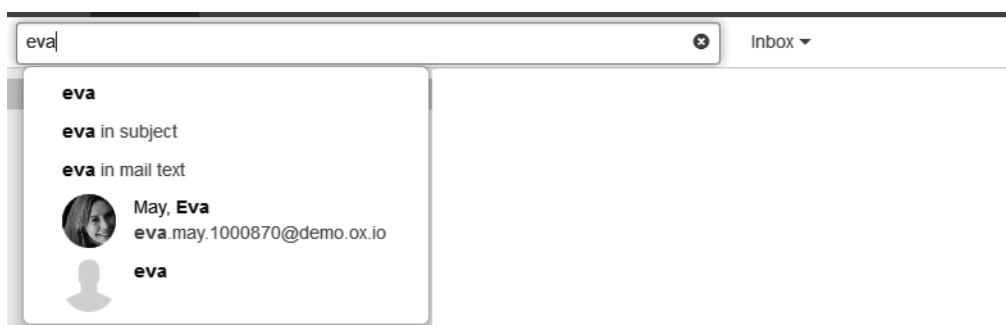 eva
Inbox
eva
eva in subject
eva in mail text
May, Eva
eva.may.1000870@demo.ox.io
eva